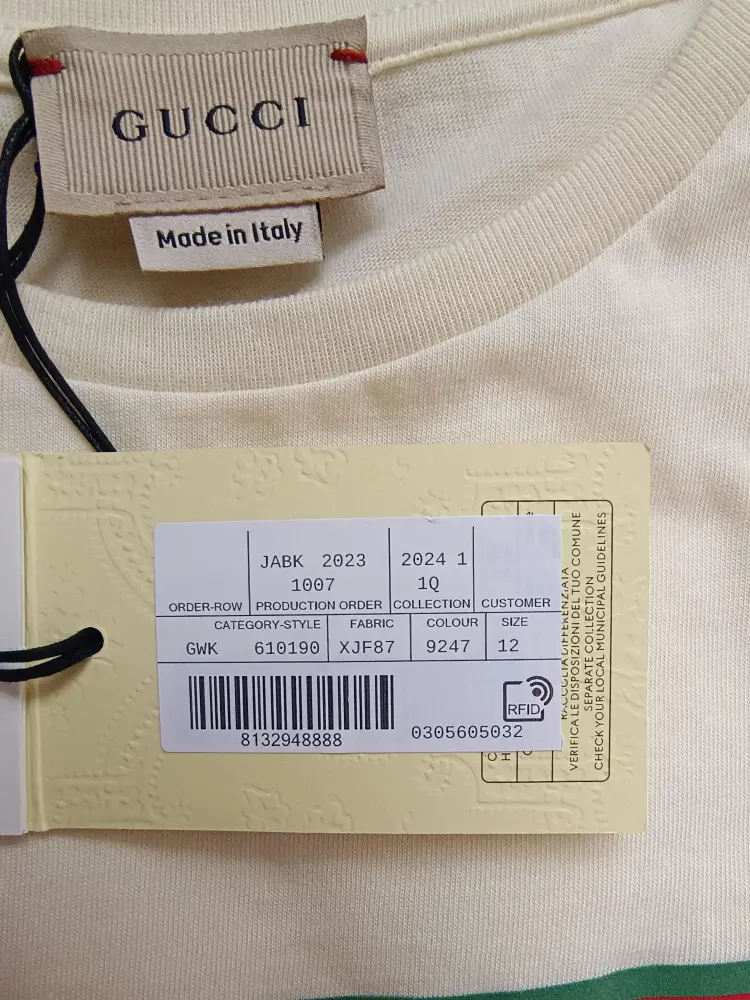 GUCCI
Made in Italy
JABK 2023 2024 1
1007 1Q
ORDER-ROW PRODUCTION ORDER COLLECTION CUSTOMER
CATEGORY-STYLE FABRIC COLOUR SIZE
GWK 610190 XJF87 9247 12
RFID
8132948888 0305605032
RACCOLTA DIFFERENZIATA
VERIFICA LE DISPOSIZIONI DEL TUO COMUNE
SEPARATE COLLECTION
CHECK YOUR LOCAL MUNICIPAL GUIDELINES